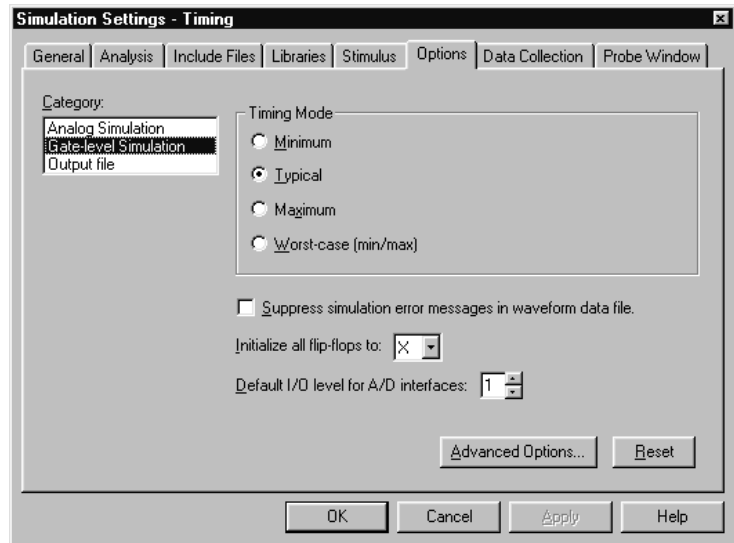 Simulation Settings - Timing
General Analysis Include Files Libraries Stimulus Options Data Collection Probe Window
Category:
Analog Simulation
Gate-level Simulation
Output file
Timing Mode
Minimum
Typical
Maximum
Worst-case (min/max)
Suppress simulation error messages in waveform data file.
Initialize all flip-flops to: X
Default I/O level for A/D interfaces: 1
Advanced Options... Reset
OK Cancel Apply Help